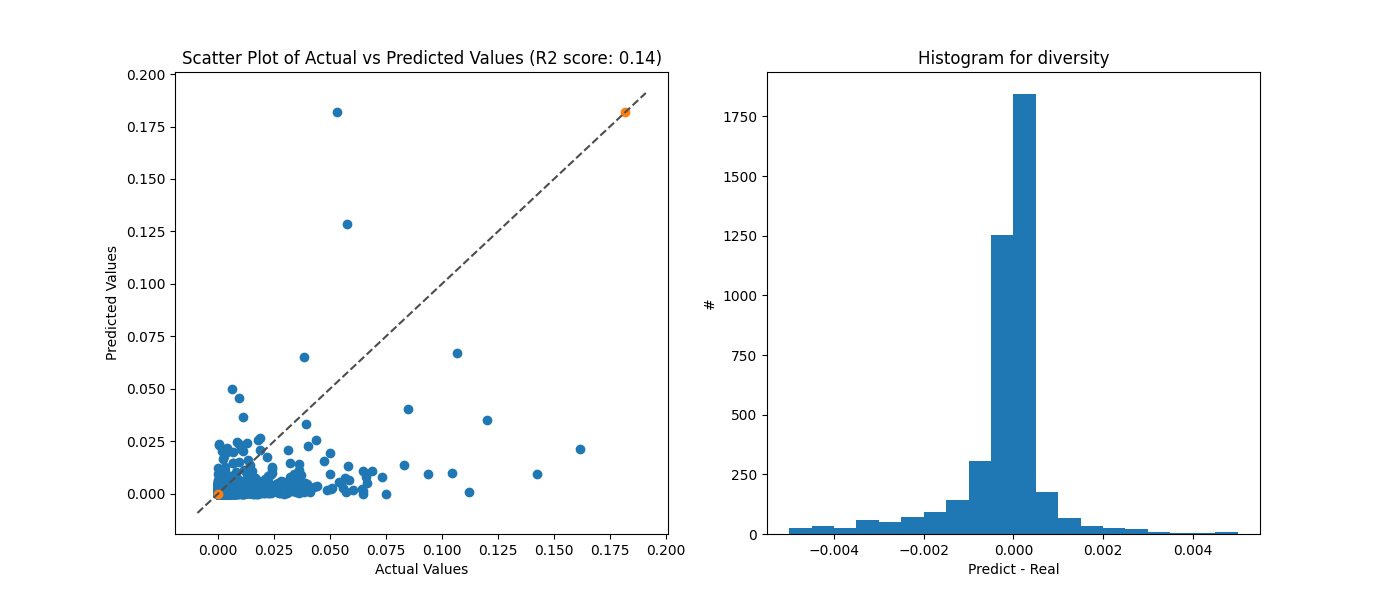 Scatter Plot of Actual vs Predicted Values (R2 score: 0.14)
0.200
0.175
0.150
0.125
0.100
0.075
0.050
0.025
0.000
Predicted Values
0.000 0.025 0.050 0.075 0.100 0.125 0.150 0.175 0.200
Actual Values
Histogram for diversity
1750
1500
1250
1000
750
500
250
0
#
−0.004 −0.002 0.000 0.002 0.004
Predict - Real